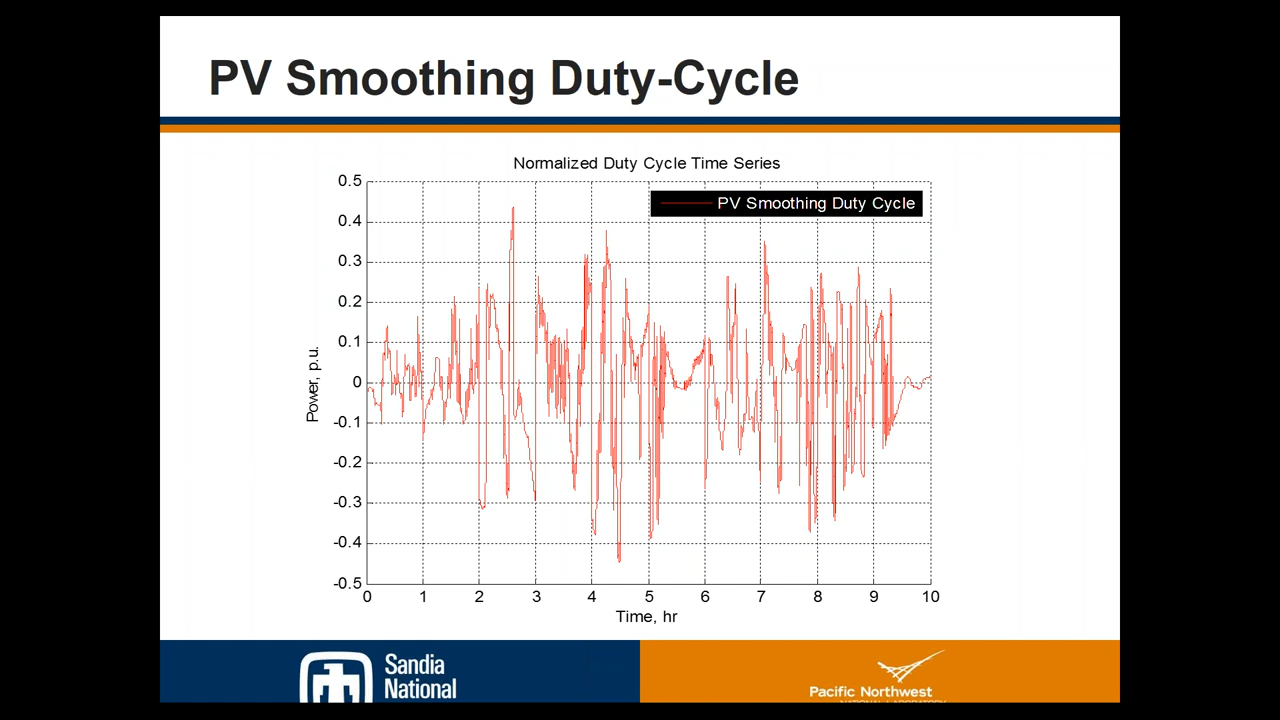 PV Smoothing Duty-Cycle
Normalized Duty Cycle Time Series
PV Smoothing Duty Cycle
0.5
0.4
0.3
0.2
0.1
0
-0.1
-0.2
-0.3
-0.4
-0.5
Power, p.u.
0 1 2 3 4 5 6 7 8 9 10
Time, hr
Sandia
National
Pacific Northwest
NATIONAL LABORATORY